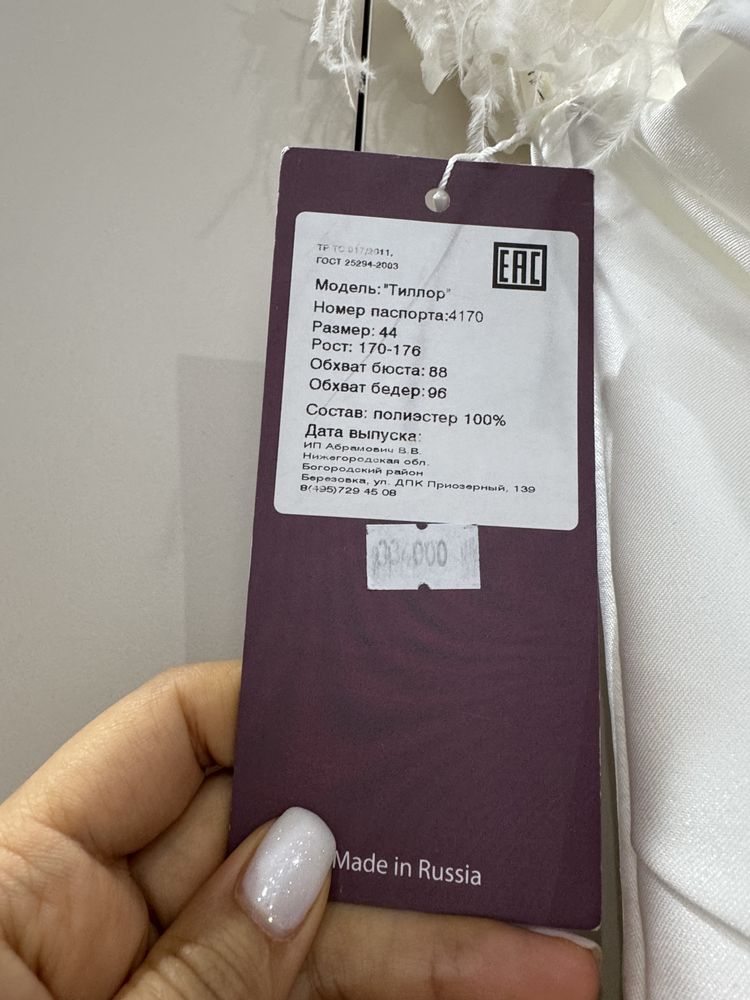 ТР ТС 017/2011,
ГОСТ 25294-2003
EAC
Модель:"Тиллор"
Номер паспорта:4170
Размер: 44
Рост: 170-176
Обхват бюста: 88
Обхват бедер: 96
Состав: полиэстер 100%
Дата выпуска:
ИП Абрамович В.В.
Нижегородская обл.
Богородский район
Березовка, ул. ДПК Приозерный, 139
8(495)729 45 08
Made in Russia